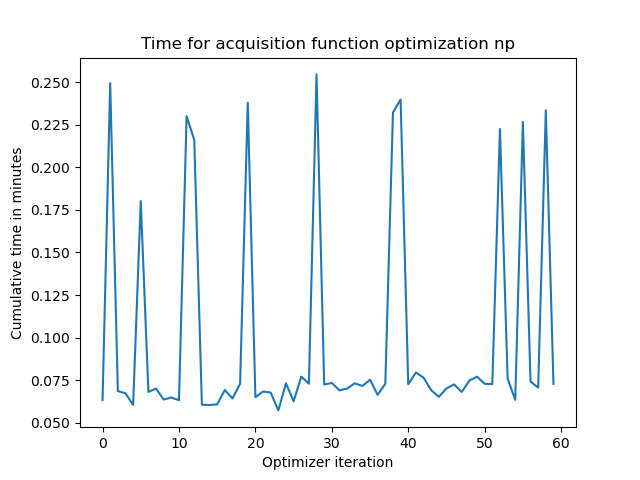 Time for acquisition function optimization np
Cumulative time in minutes
0.250
0.225
0.200
0.175
0.150
0.125
0.100
0.075
0.050
0 10 20 30 40 50 60
Optimizer iteration